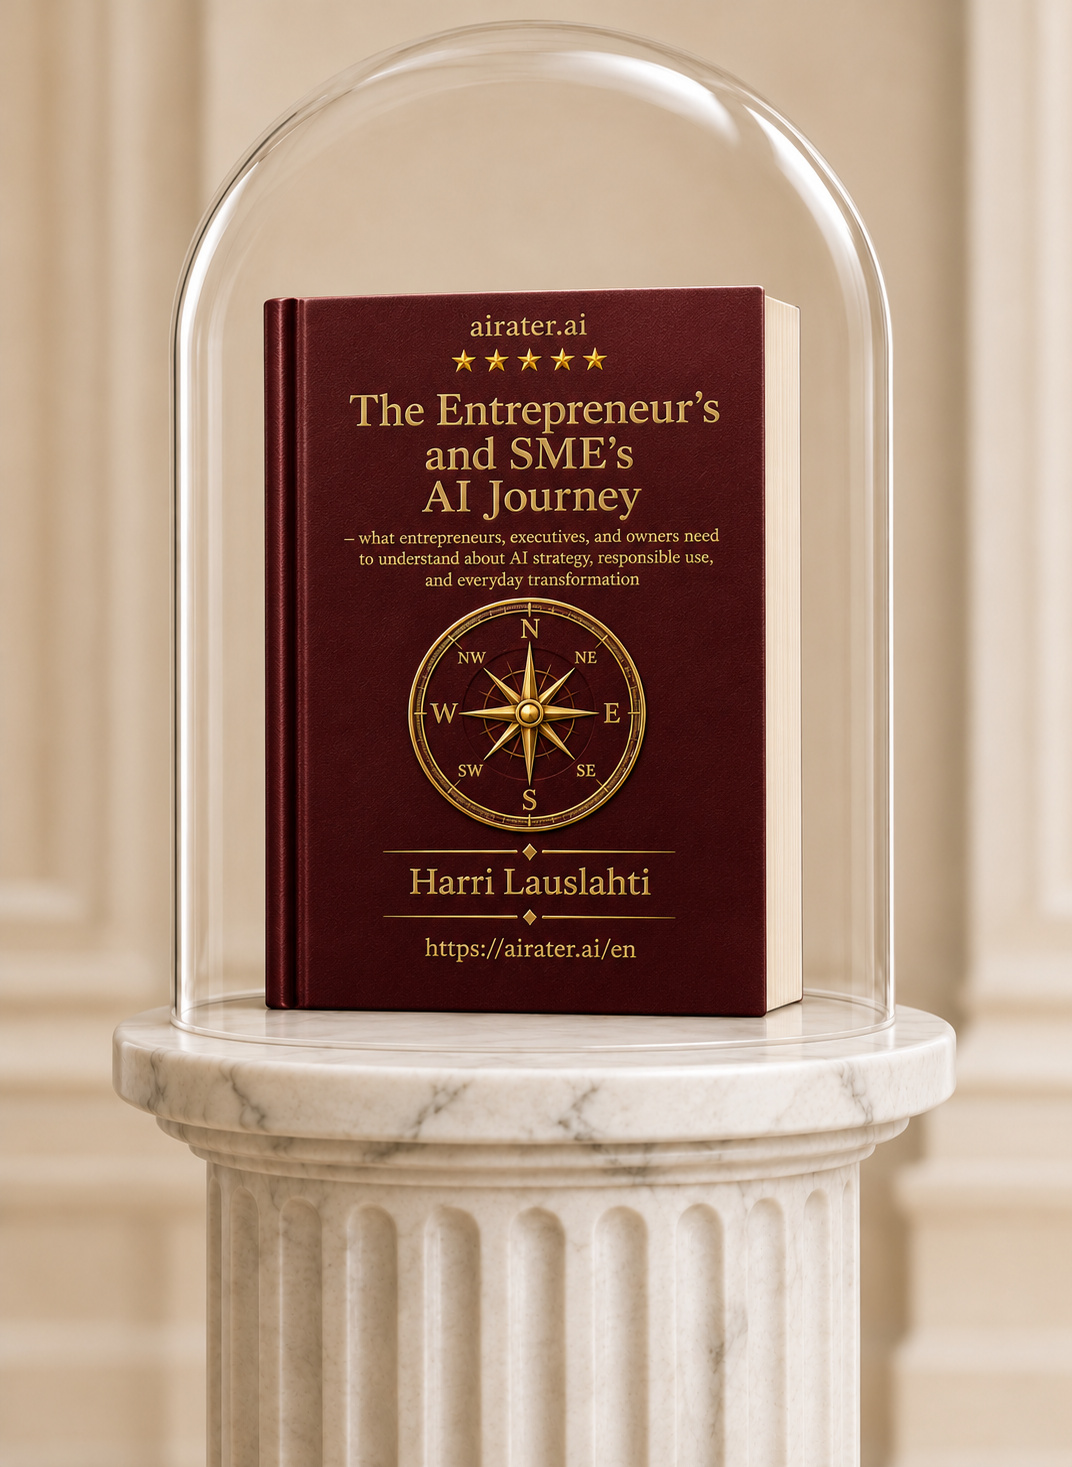 airater.ai
The Entrepreneur's
and SME's
AI Journey
– what entrepreneurs, executives, and owners need
to understand about AI strategy, responsible use,
and everyday transformation
N
NW NE
W E
SW SE
S
Harri Lauslahti
https://airater.ai/en